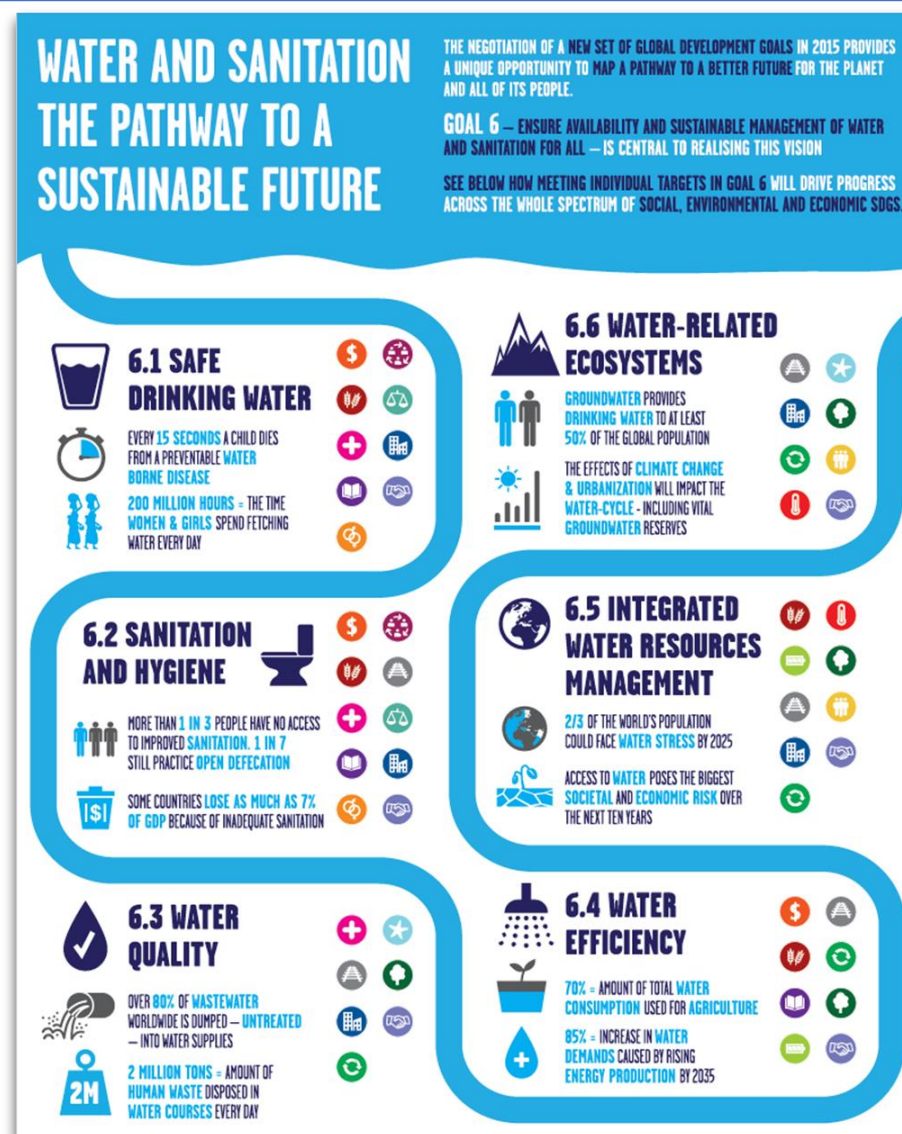 WATER AND SANITATION
THE PATHWAY TO A
SUSTAINABLE FUTURE
THE NEGOTIATION OF A NEW SET OF GLOBAL DEVELOPMENT GOALS IN 2015 PROVIDES
A UNIQUE OPPORTUNITY TO MAP A PATHWAY TO A BETTER FUTURE FOR THE PLANET
AND ALL OF ITS PEOPLE.
GOAL 6 – ENSURE AVAILABILITY AND SUSTAINABLE MANAGEMENT OF WATER
AND SANITATION FOR ALL – IS CENTRAL TO REALISING THIS VISION
SEE BELOW HOW MEETING INDIVIDUAL TARGETS IN GOAL 6 WILL DRIVE PROGRESS
ACROSS THE WHOLE SPECTRUM OF SOCIAL, ENVIRONMENTAL AND ECONOMIC SDGS.
6.1 SAFE
DRINKING WATER
EVERY 15 SECONDS A CHILD DIES
FROM A PREVENTABLE WATER
BORNE DISEASE
200 MILLION HOURS = THE TIME
WOMEN & GIRLS SPEND FETCHING
WATER EVERY DAY
$
6.2 SANITATION
AND HYGIENE
MORE THAN 1 IN 3 PEOPLE HAVE NO ACCESS
TO IMPROVED SANITATION. 1 IN 7
STILL PRACTICE OPEN DEFECATION
|$|
SOME COUNTRIES LOSE AS MUCH AS 7%
OF GDP BECAUSE OF INADEQUATE SANITATION
$
6.3 WATER
QUALITY
OVER 80% OF WASTEWATER
WORLDWIDE IS DUMPED – UNTREATED
– INTO WATER SUPPLIES
2M
2 MILLION TONS = AMOUNT OF
HUMAN WASTE DISPOSED IN
WATER COURSES EVERY DAY
6.6 WATER-RELATED
ECOSYSTEMS
GROUNDWATER PROVIDES
DRINKING WATER TO AT LEAST
50% OF THE GLOBAL POPULATION
THE EFFECTS OF CLIMATE CHANGE
& URBANIZATION WILL IMPACT THE
WATER-CYCLE - INCLUDING VITAL
GROUNDWATER RESERVES
6.5 INTEGRATED
WATER RESOURCES
MANAGEMENT
2/3 OF THE WORLD'S POPULATION
COULD FACE WATER STRESS BY 2025
ACCESS TO WATER POSES THE BIGGEST
SOCIETAL AND ECONOMIC RISK OVER
THE NEXT TEN YEARS
6.4 WATER
EFFICIENCY
70% = AMOUNT OF TOTAL WATER
CONSUMPTION USED FOR AGRICULTURE
85% = INCREASE IN WATER
DEMANDS CAUSED BY RISING
ENERGY PRODUCTION BY 2035
$